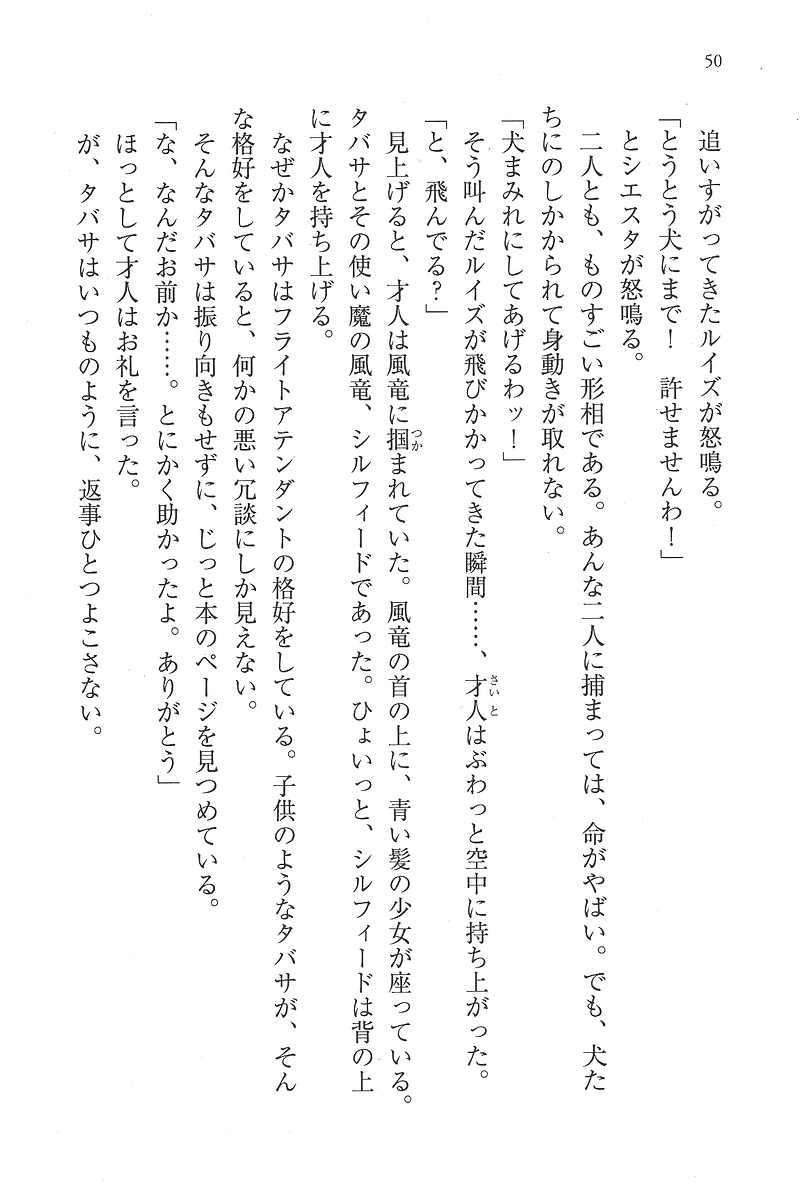 50
追いすがってきたルイズが怒鳴る。
「とうとう犬にまで！　許せませんわ！」
とシエスタが怒鳴る。
二人とも、ものすごい形相である。あんな二人に捕まっては、命がやばい。でも、犬た
ちにのしかかられて身動きが取れない。
「犬まみれにしてあげるわッ！」
そう叫んだルイズが飛びかかってきた瞬間……、才人さいとはぶわっと空中に持ち上がった。
「と、飛んでる？」
見上げると、才人は風竜に掴つかまれていた。風竜の首の上に、青い髪の少女が座っている。
タバサとその使い魔の風竜、シルフィードであった。ひょいっと、シルフィードは背の上
に才人を持ち上げる。
なぜかタバサはフライトアテンダントの格好をしている。子供のようなタバサが、そん
な格好をしていると、何かの悪い冗談にしか見えない。
そんなタバサは振り向きもせずに、じっと本のページを見つめている。
「な、なんだお前か……。とにかく助かったよ。ありがとう」
ほっとして才人はお礼を言った。
が、タバサはいつものように、返事ひとつよこさない。